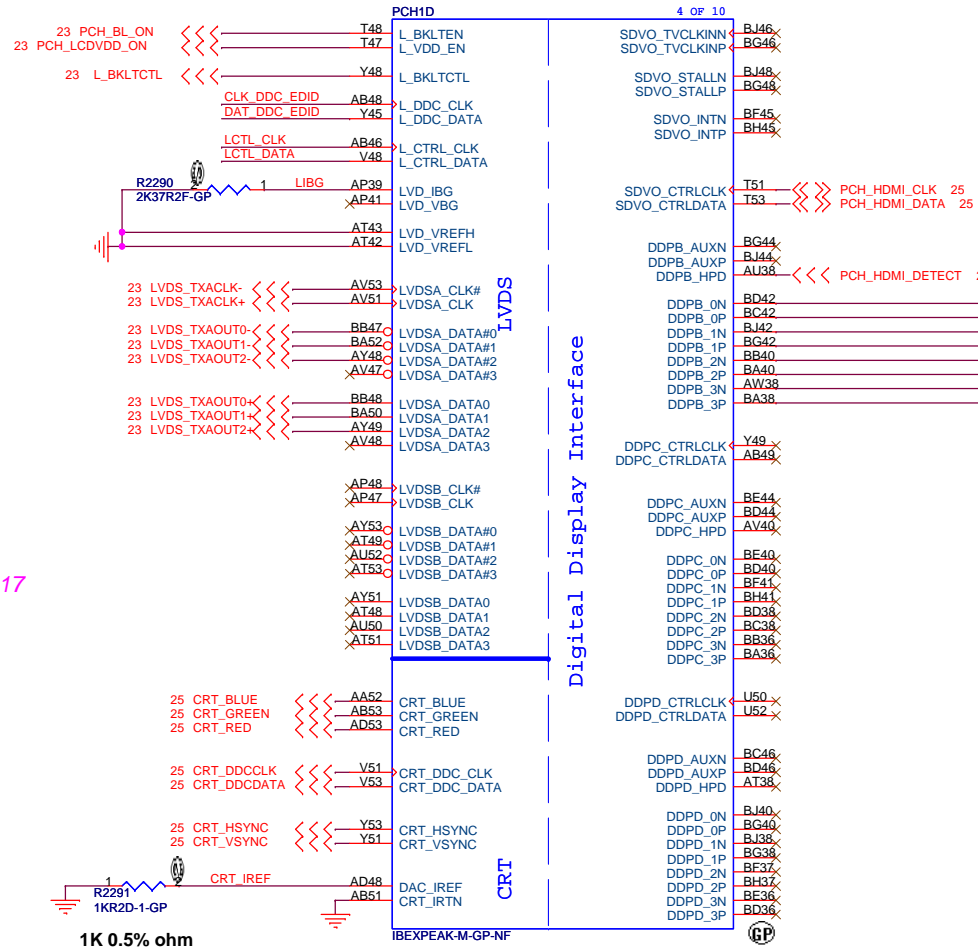 PCH1D
4 OF 10
23 PCH_BL_ON T48 L_BKLTEN
23 PCH_LCDVDD_ON T47 L_VDD_EN
23 L_BKLTCTL Y48 L_BKLTCTL
CLK_DDC_EDID AB48 L_DDC_CLK
DAT_DDC_EDID Y45 L_DDC_DATA
LCTL_CLK AB46 L_CTRL_CLK
LCTL_DATA V48 L_CTRL_DATA
R2290
2K37R2F-GP
2 1 LIBG AP39 LVD_IBG
AP41 LVD_VBG
AT43 LVD_VREFH
AT42 LVD_VREFL
23 LVDS_TXACLK- AV53 LVDSA_CLK#
23 LVDS_TXACLK+ AV51 LVDSA_CLK
23 LVDS_TXAOUT0- BB47 LVDSA_DATA#0
23 LVDS_TXAOUT1- BA52 LVDSA_DATA#1
23 LVDS_TXAOUT2- AY48 LVDSA_DATA#2
AV47 LVDSA_DATA#3
23 LVDS_TXAOUT0+ BB48 LVDSA_DATA0
23 LVDS_TXAOUT1+ BA50 LVDSA_DATA1
23 LVDS_TXAOUT2+ AY49 LVDSA_DATA2
AV48 LVDSA_DATA3
AP48 LVDSB_CLK#
AP47 LVDSB_CLK
AY53 LVDSB_DATA#0
AT49 LVDSB_DATA#1
AU52 LVDSB_DATA#2
AT53 LVDSB_DATA#3
17
AY51 LVDSB_DATA0
AT48 LVDSB_DATA1
AU50 LVDSB_DATA2
AT51 LVDSB_DATA3
LVDS
25 CRT_BLUE AA52 CRT_BLUE
25 CRT_GREEN AB53 CRT_GREEN
25 CRT_RED AD53 CRT_RED
25 CRT_DDCCLK V51 CRT_DDC_CLK
25 CRT_DDCDATA V53 CRT_DDC_DATA
25 CRT_HSYNC Y53 CRT_HSYNC
25 CRT_VSYNC Y51 CRT_VSYNC
1 2 CRT_IREF AD48 DAC_IREF
R2291
1KR2D-1-GP
AB51 CRT_IRTN
1K 0.5% ohm
CRT
Digital Display Interface
SDVO_TVCLKINN BJ46
SDVO_TVCLKINP BG46
SDVO_STALLN BJ48
SDVO_STALLP BG48
SDVO_INTN BF45
SDVO_INTP BH45
SDVO_CTRLCLK T51 PCH_HDMI_CLK 25
SDVO_CTRLDATA T53 PCH_HDMI_DATA 25
DDPB_AUXN BG44
DDPB_AUXP BJ44
DDPB_HPD AU38 PCH_HDMI_DETECT
DDPB_0N BD42
DDPB_0P BC42
DDPB_1N BJ42
DDPB_1P BG42
DDPB_2N BB40
DDPB_2P BA40
DDPB_3N AW38
DDPB_3P BA38
DDPC_CTRLCLK Y49
DDPC_CTRLDATA AB49
DDPC_AUXN BE44
DDPC_AUXP BD44
DDPC_HPD AV40
DDPC_0N BE40
DDPC_0P BD40
DDPC_1N BF41
DDPC_1P BH41
DDPC_2N BD38
DDPC_2P BC38
DDPC_3N BB36
DDPC_3P BA36
DDPD_CTRLCLK U50
DDPD_CTRLDATA U52
DDPD_AUXN BC46
DDPD_AUXP BD46
DDPD_HPD AT38
DDPD_0N BJ40
DDPD_0P BG40
DDPD_1N BJ38
DDPD_1P BG38
DDPD_2N BF37
DDPD_2P BH37
DDPD_3N BE36
DDPD_3P BD36
IBEXPEAK-M-GP-NF
GP